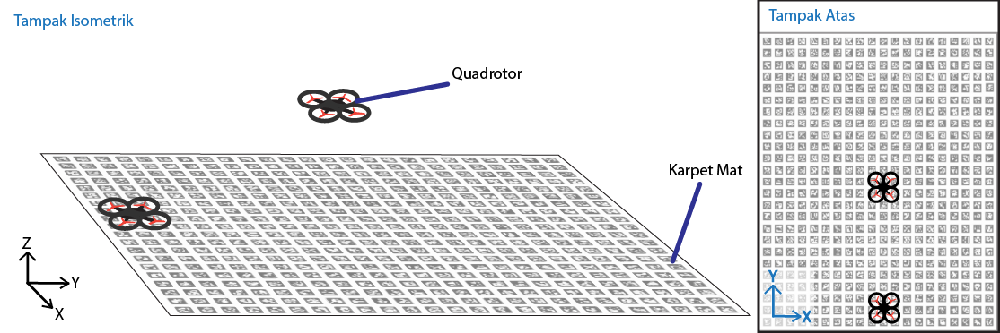 Tampak Isometrik
Quadrotor
Karpet Mat
Z
Y
X
Tampak Atas
Y
X